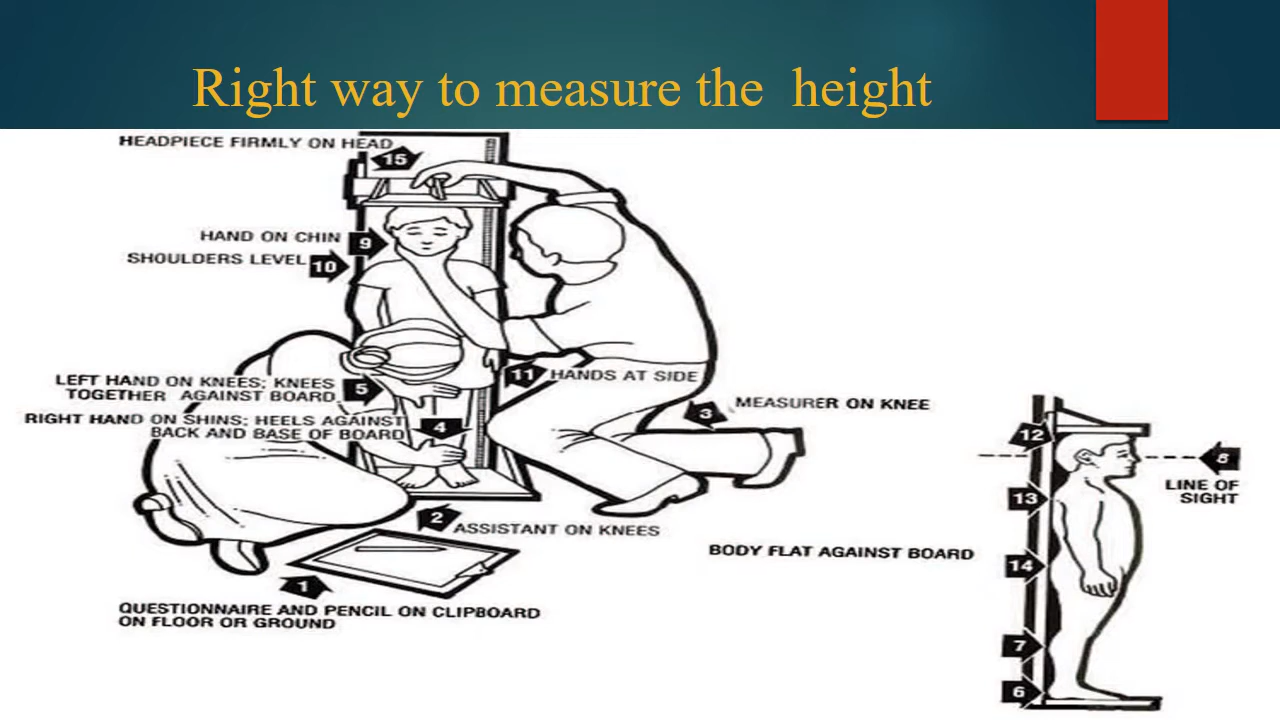 Right way to measure the height
HEADPIECE FIRMLY ON HEAD
15
HAND ON CHIN
9
SHOULDERS LEVEL
10
LEFT HAND ON KNEES; KNEES
TOGETHER AGAINST BOARD
5
11
HANDS AT SIDE
RIGHT HAND ON SHINS; HEELS AGAINST
BACK AND BASE OF BOARD
4
3
MEASURER ON KNEE
2
ASSISTANT ON KNEES
1
QUESTIONNAIRE AND PENCIL ON CLIPBOARD
ON FLOOR OR GROUND
12
8
LINE OF
SIGHT
13
BODY FLAT AGAINST BOARD
14
7
6